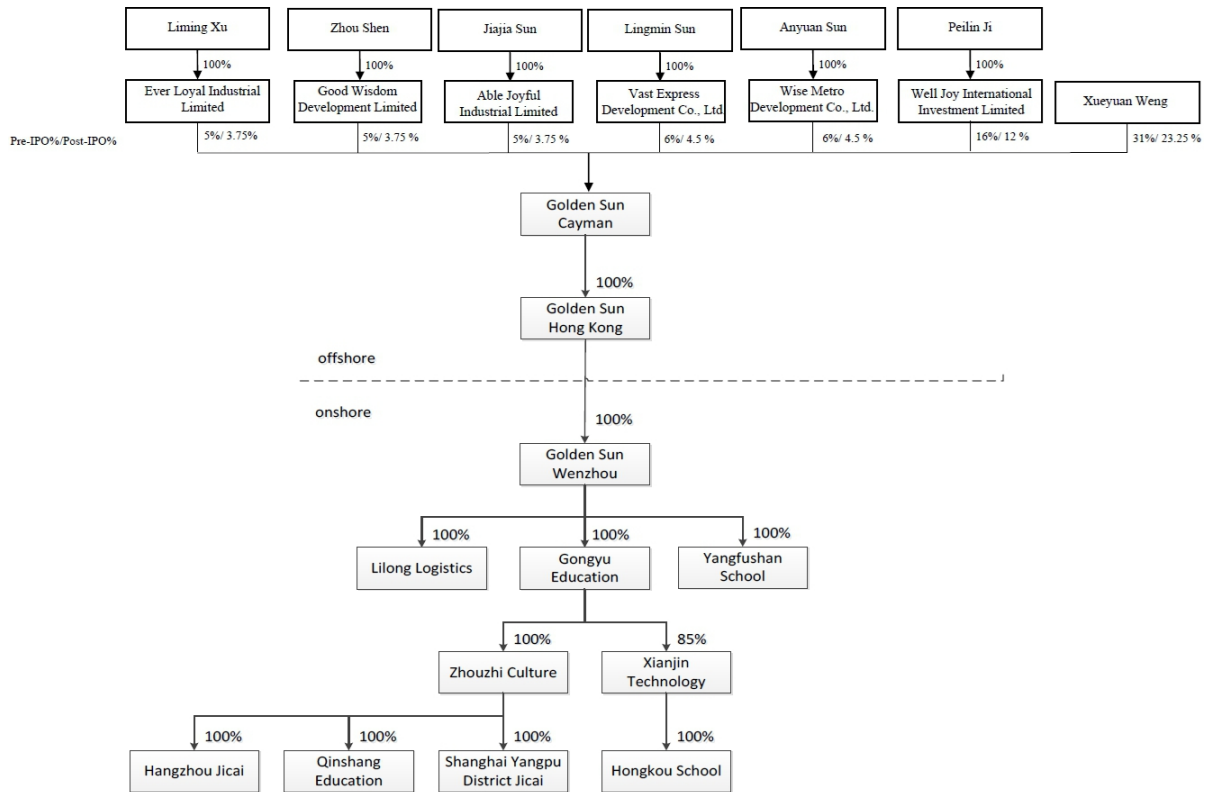 Liming Xu
Zhou Shen
Jiajia Sun
Lingmin Sun
Anyuan Sun
Peilin Ji
100%
100%
100%
100%
100%
100%
Ever Loyal Industrial
Limited
Good Wisdom
Development Limited
Able Joyful
Industrial Limited
Vast Express
Development Co., Ltd.
Wise Metro
Development Co., Ltd.
Well Joy International
Investment Limited
Xueyuan Weng
Pre-IPO%/Post-IPO%
5%/ 3.75%
5%/ 3.75 %
5%/ 3.75 %
6%/ 4.5 %
6%/ 4.5 %
16%/ 12 %
31%/ 23.25 %
Golden Sun
Cayman
100%
Golden Sun
Hong Kong
offshore
onshore
100%
Golden Sun
Wenzhou
100%
100%
100%
Lilong Logistics
Gongyu
Education
Yangfushan
School
100%
85%
Zhouzhi Culture
Xianjin
Technology
100%
100%
100%
100%
Hangzhou Jicai
Qinshang
Education
Shanghai Yangpu
District Jicai
Hongkou School